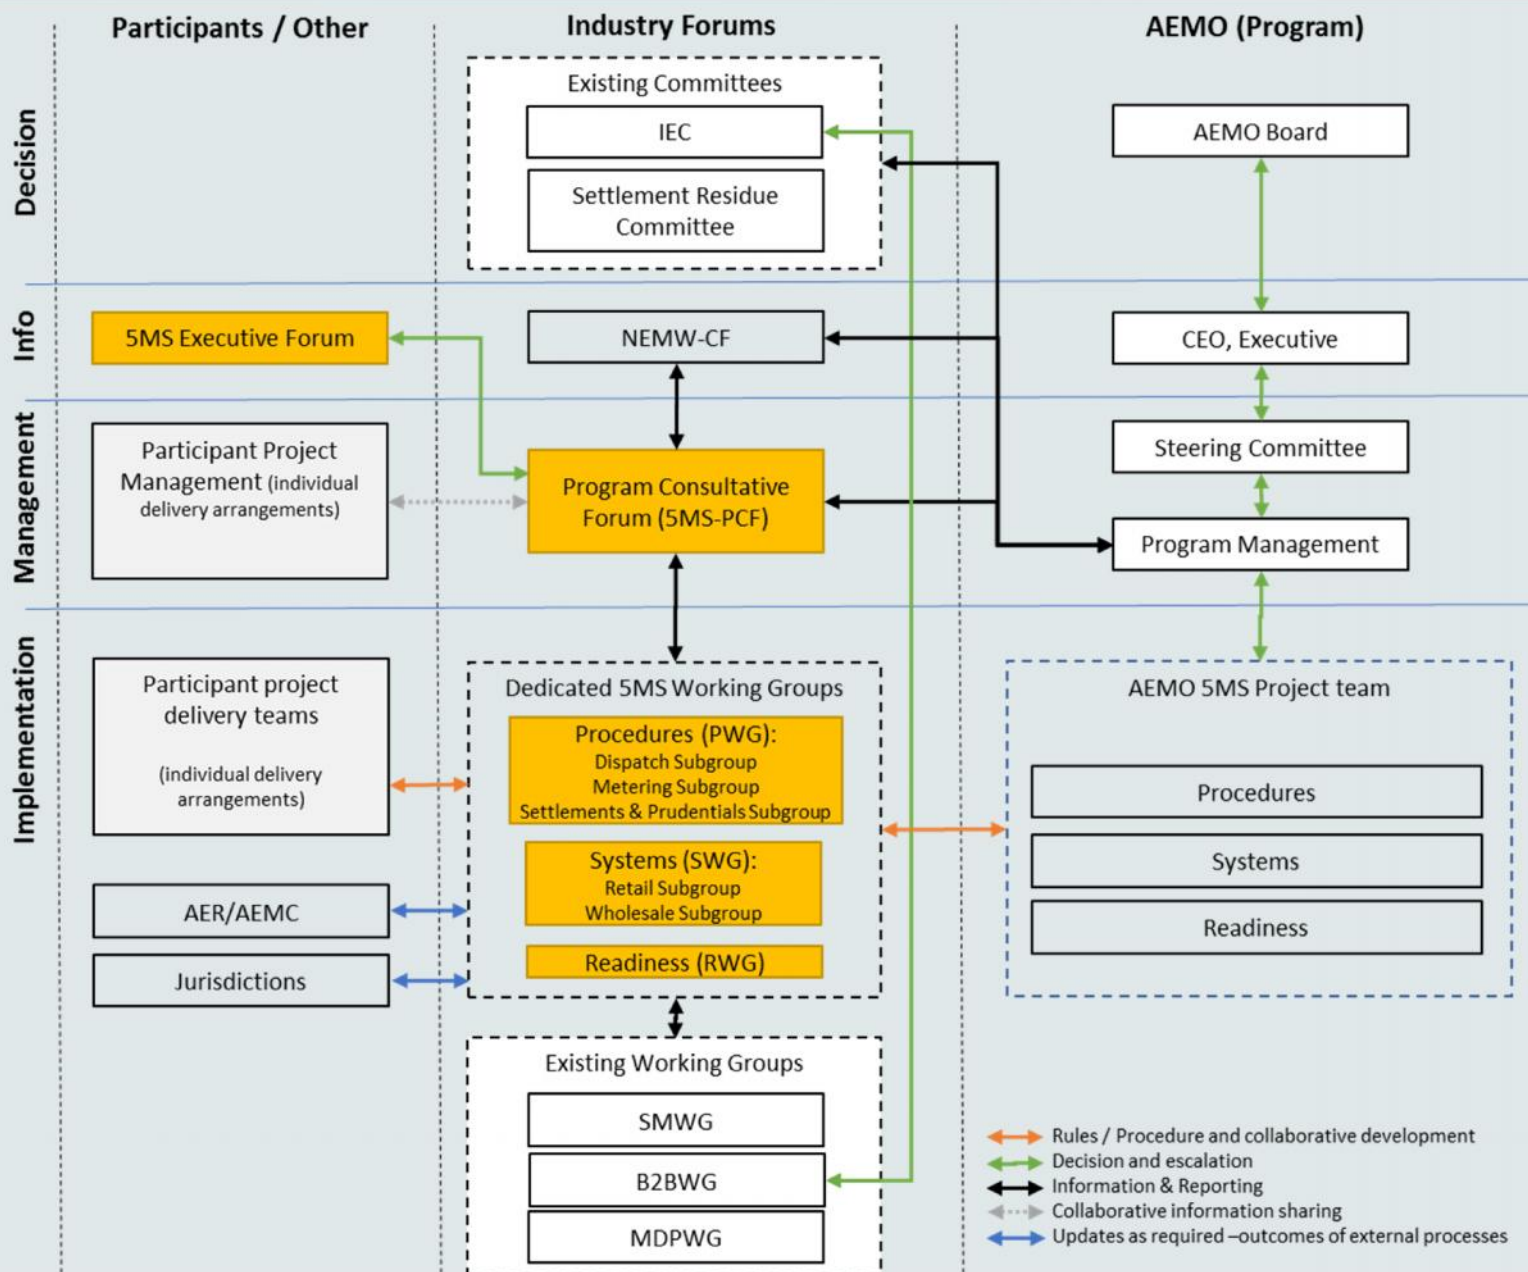 Participants / Other
Industry Forums
AEMO (Program)
Decision
Existing Committees
IEC
Settlement Residue
Committee
AEMO Board
Info
5MS Executive Forum
NEMW-CF
CEO, Executive
Management
Participant Project
Management (individual
delivery arrangements)
Program Consultative
Forum (5MS-PCF)
Steering Committee
Program Management
Implementation
Participant project
delivery teams
(individual delivery
arrangements)
AER/AEMC
Jurisdictions
Dedicated 5MS Working Groups
Procedures (PWG):
Dispatch Subgroup
Metering Subgroup
Settlements & Prudentials Subgroup
Systems (SWG):
Retail Subgroup
Wholesale Subgroup
Readiness (RWG)
AEMO 5MS Project team
Procedures
Systems
Readiness
Existing Working Groups
SMWG
B2BWG
MDPWG
Rules / Procedure and collaborative development
Decision and escalation
Information & Reporting
Collaborative information sharing
Updates as required –outcomes of external processes